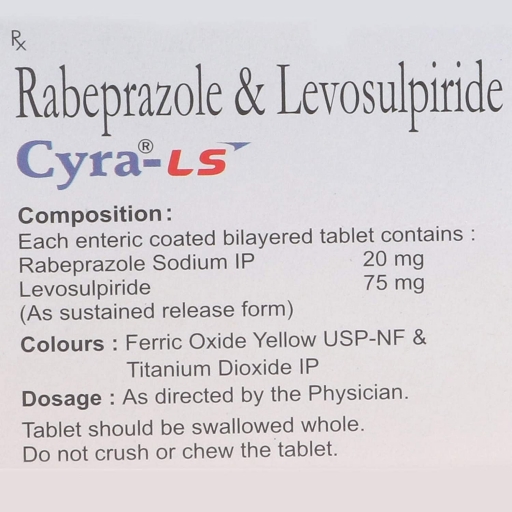 Rx
Rabeprazole & Levosulpiride
Cyra®-LS
Composition :
Each enteric coated bilayered tablet contains :
Rabeprazole Sodium IP 20 mg
Levosulpiride 75 mg
(As sustained release form)
Colours : Ferric Oxide Yellow USP-NF &
Titanium Dioxide IP
Dosage : As directed by the Physician.
Tablet should be swallowed whole.
Do not crush or chew the tablet.